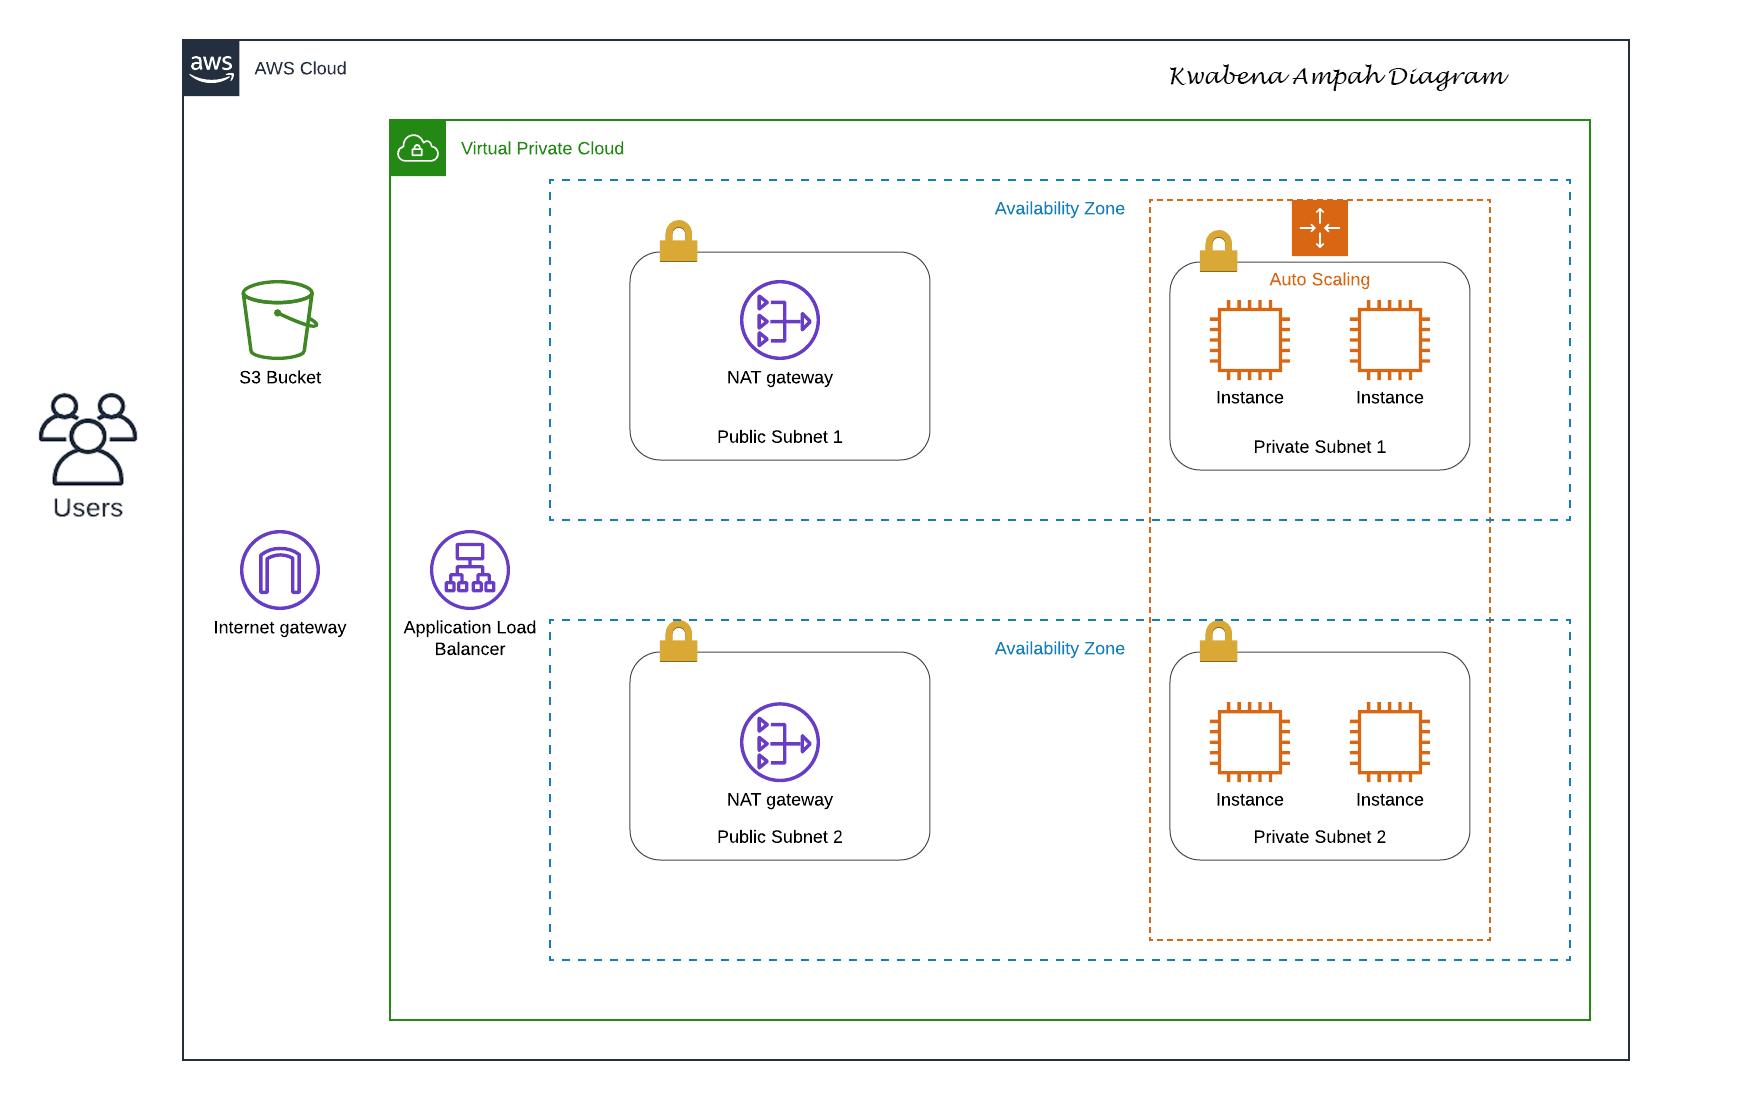 aws
AWS Cloud
Kwabena Ampah Diagram
Virtual Private Cloud
Availability Zone
Auto Scaling
S3 Bucket
NAT gateway
Instance
Instance
Public Subnet 1
Private Subnet 1
Users
Internet gateway
Application Load
Balancer
Availability Zone
NAT gateway
Instance
Instance
Public Subnet 2
Private Subnet 2